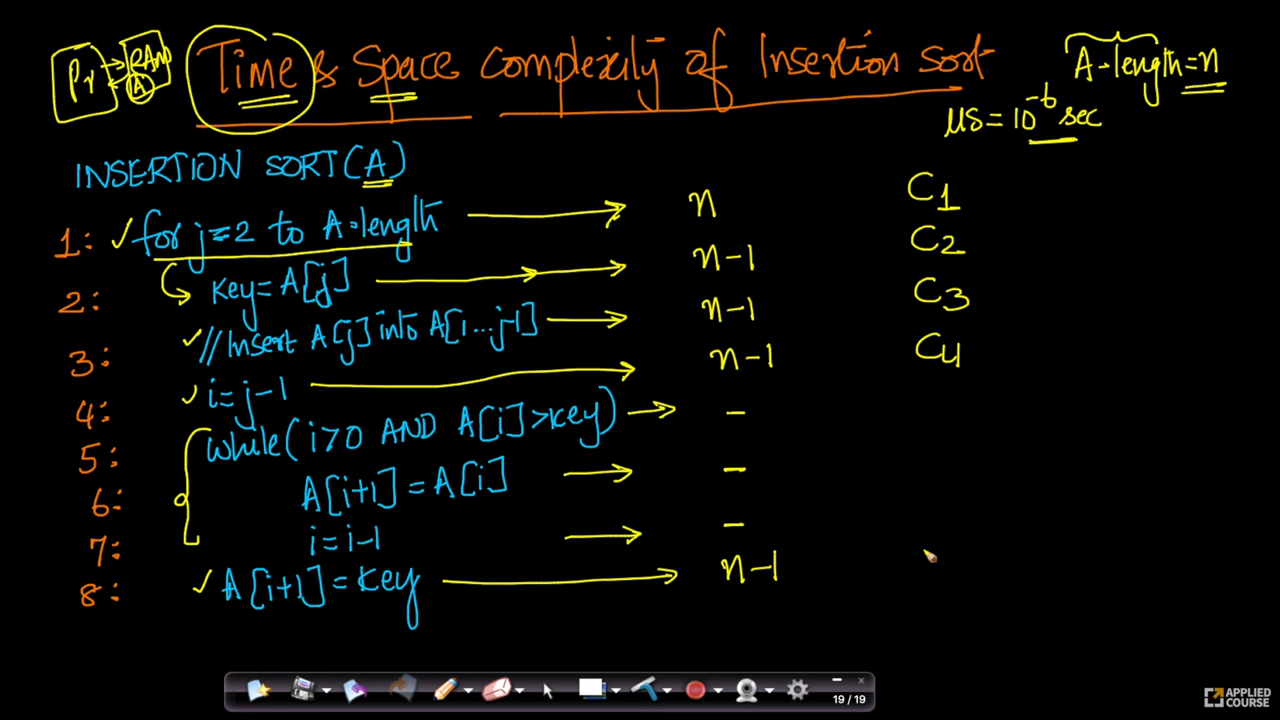 Pr RAM A
Time & Space complexity of Insertion sort
A.length=n
μs = 10⁻⁶ sec
INSERTION SORT(A)
1: for j=2 to A.length n C1
2: key=A[j] n-1 C2
3: //Insert A[j] into A[1...j-1] n-1 C3
4: i=j-1 n-1 C4
5: while(i>0 AND A[i]>key) -
6: A[i+1]=A[i] -
7: i=i-1 -
8: A[i+1]=key n-1
19/19
APPLIED
COURSE